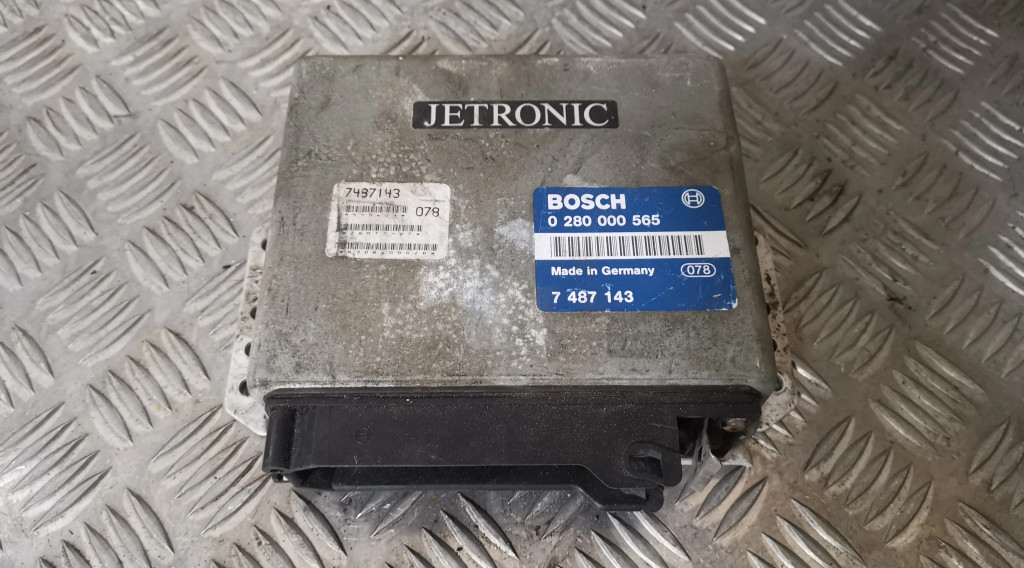 JETRONIC
7487143
078
BOSCH
0 280 000 565
Made in Germany
078
7 487 143